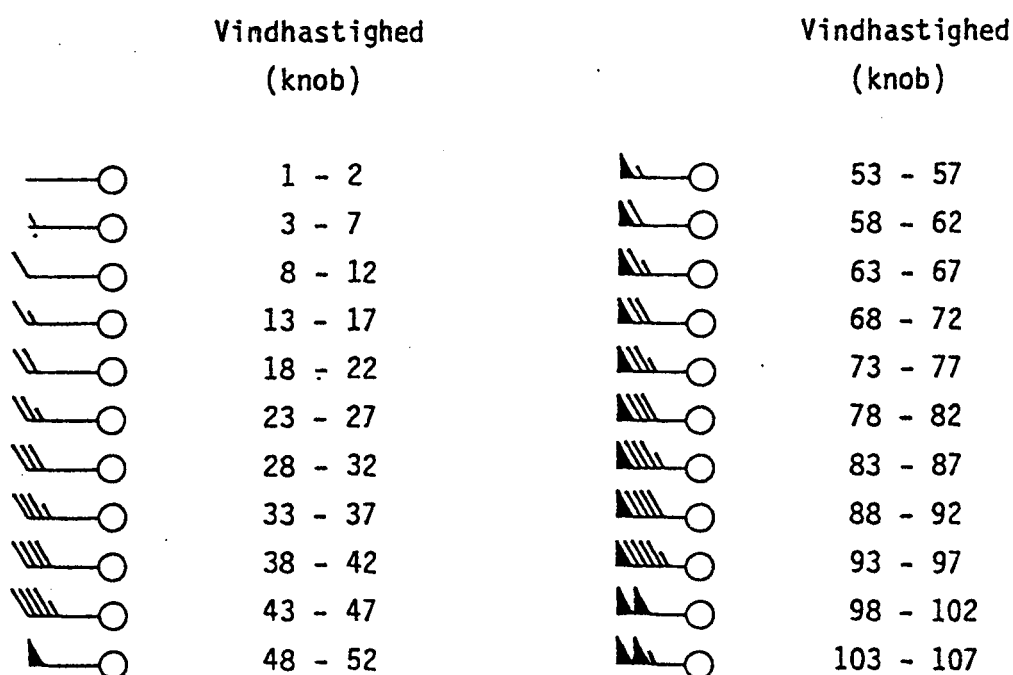 Vindhastighed
(knob)
1 - 2
3 - 7
8 - 12
13 - 17
18 - 22
23 - 27
28 - 32
33 - 37
38 - 42
43 - 47
48 - 52
Vindhastighed
(knob)
53 - 57
58 - 62
63 - 67
68 - 72
73 - 77
78 - 82
83 - 87
88 - 92
93 - 97
98 - 102
103 - 107